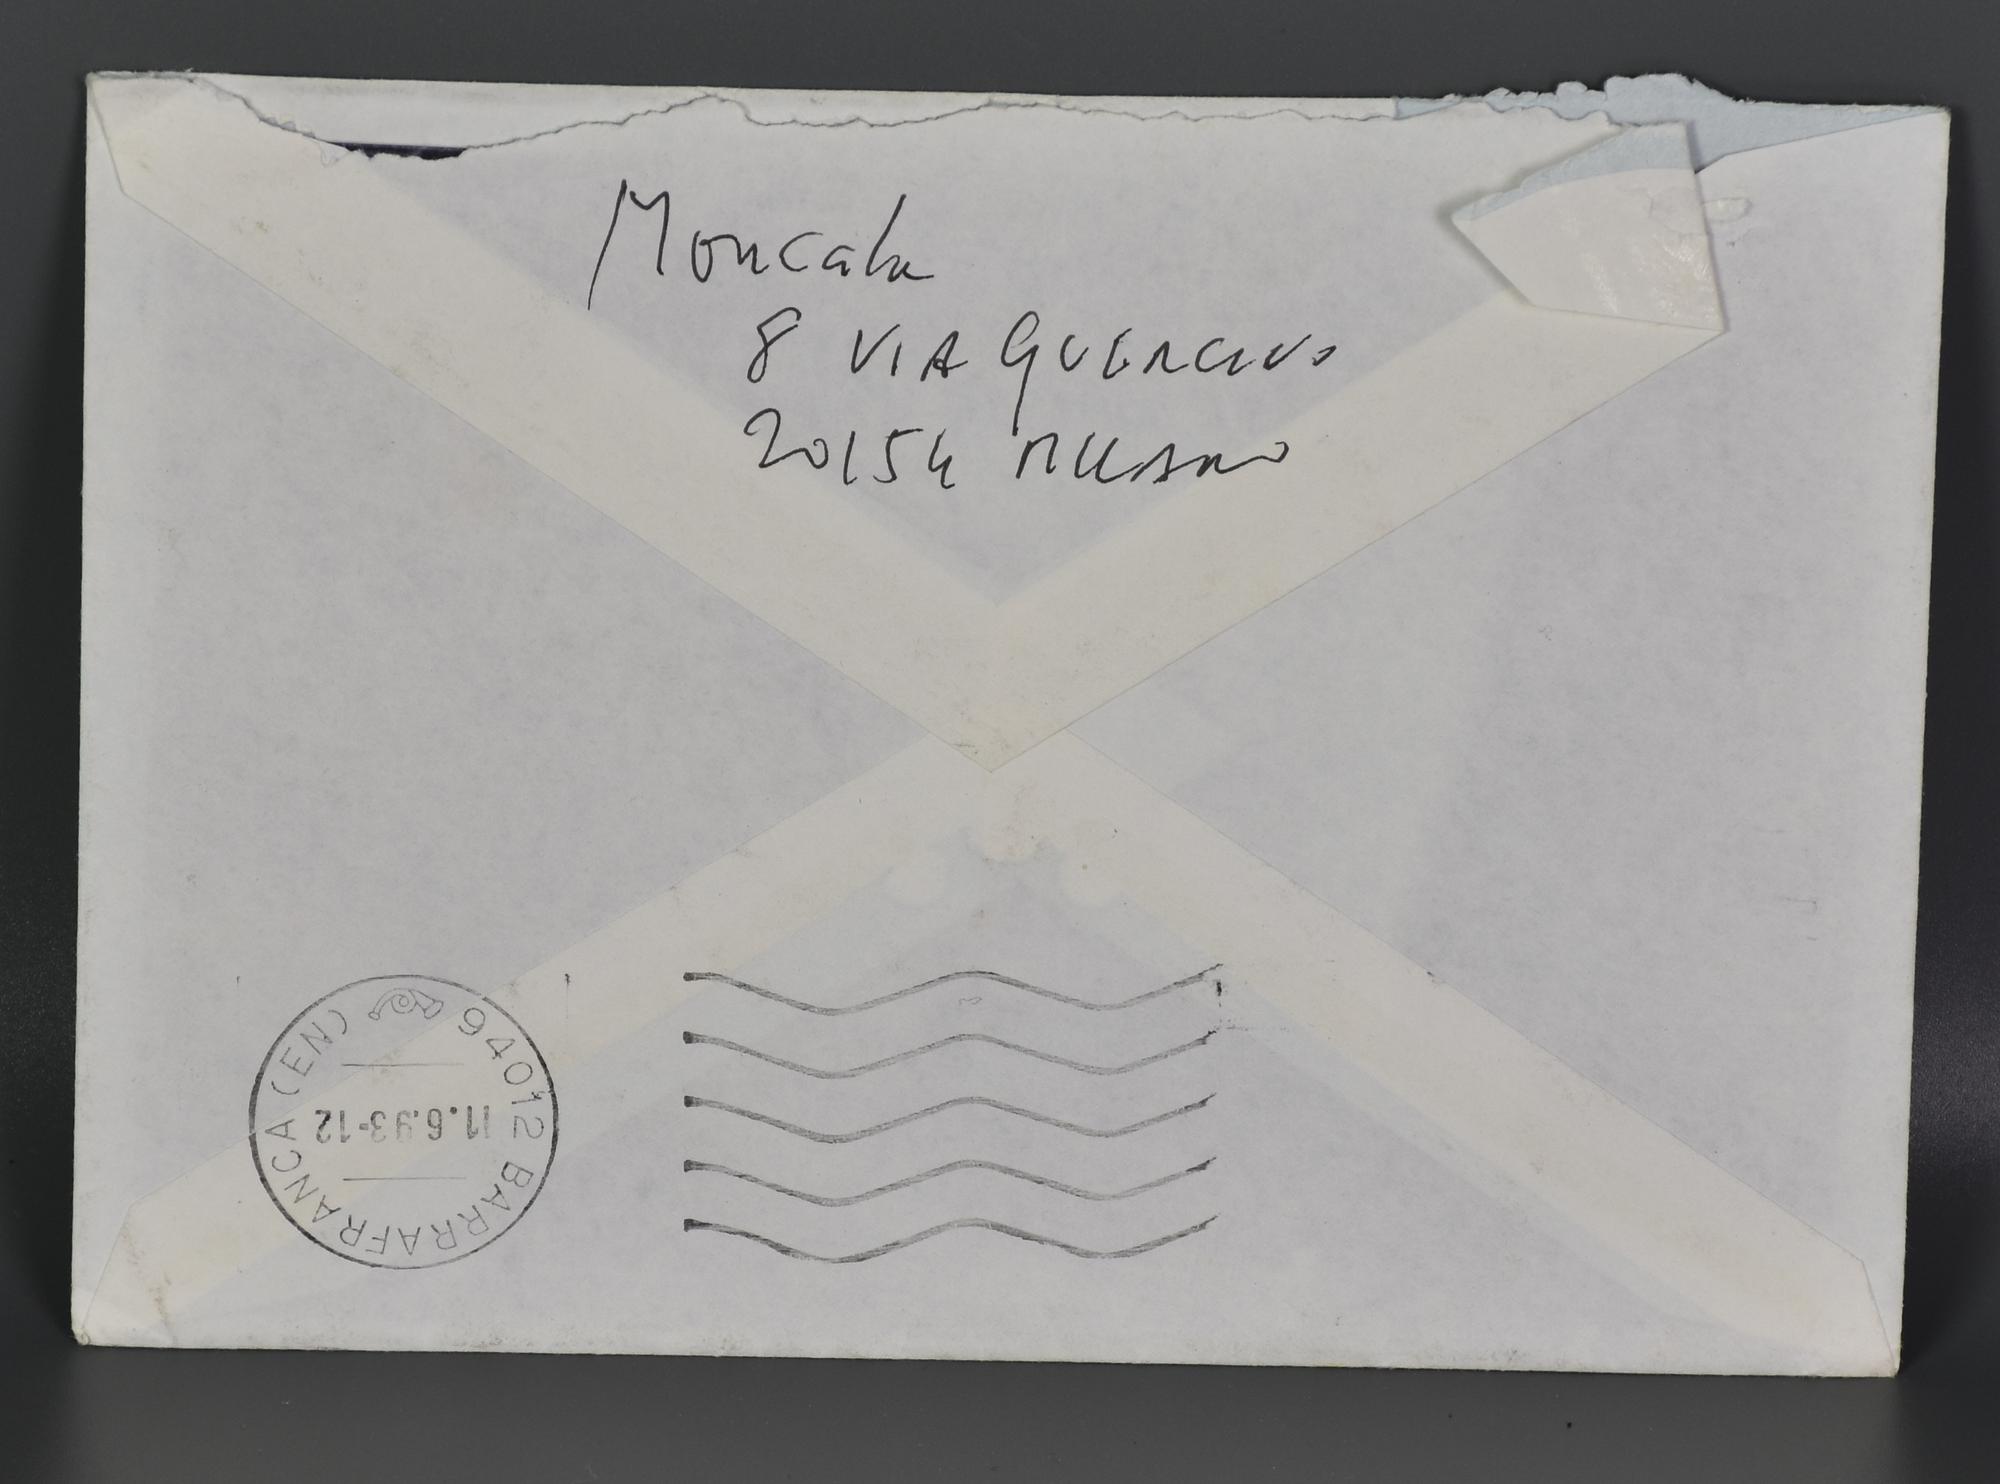 Moncada
8 VIA GUERCINO
20154 MILANO
94012 BARRAFRANCA (EN)
11.6.93-12